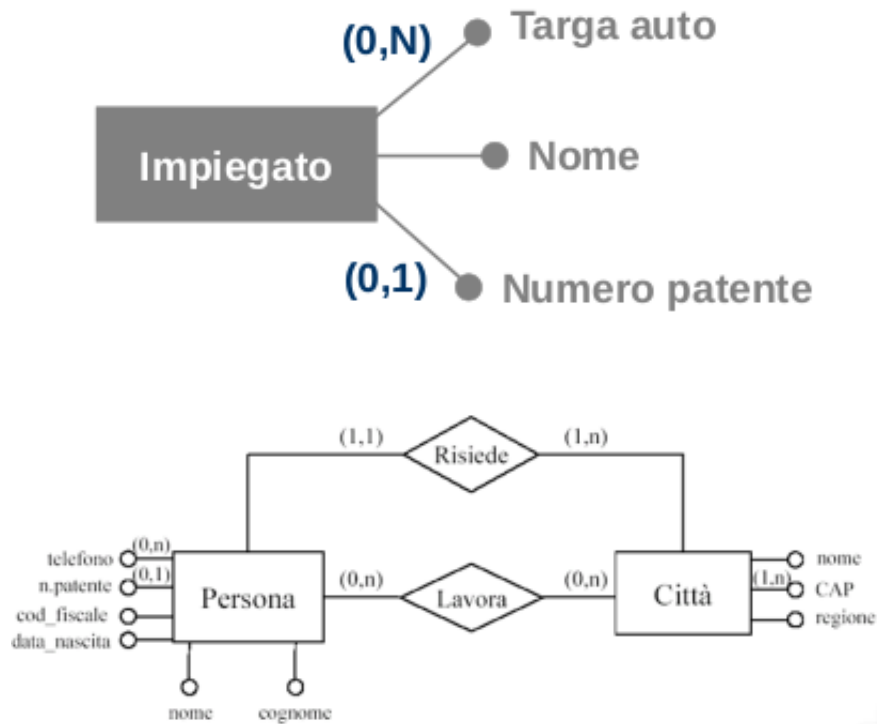 (0,N)
Targa auto
Impiegato
Nome
(0,1)
Numero patente
(1,1)
Risiede
(1,n)
telefono
(0,n)
n.patente
(0,1)
cod_fiscale
data_nascita
Persona
nome
cognome
(0,n)
Lavora
(0,n)
Città
nome
(1,n)
CAP
regione